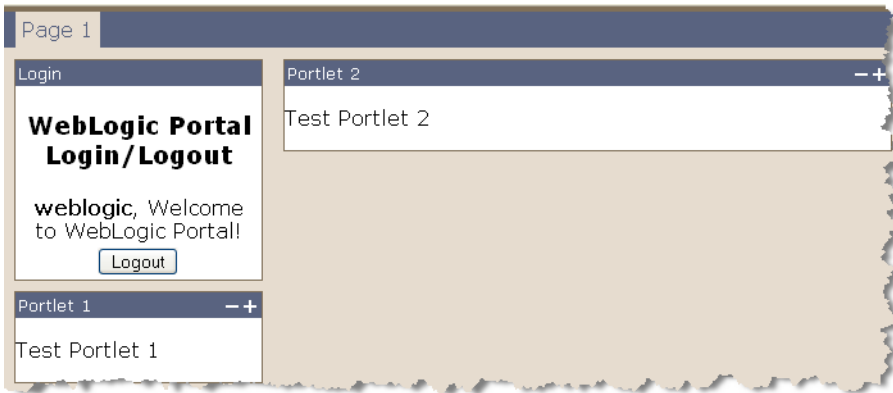 Page 1
Login
WebLogic Portal
Login/Logout
weblogic, Welcome
to WebLogic Portal!
Logout
Portlet 1
Test Portlet 1
Portlet 2
Test Portlet 2